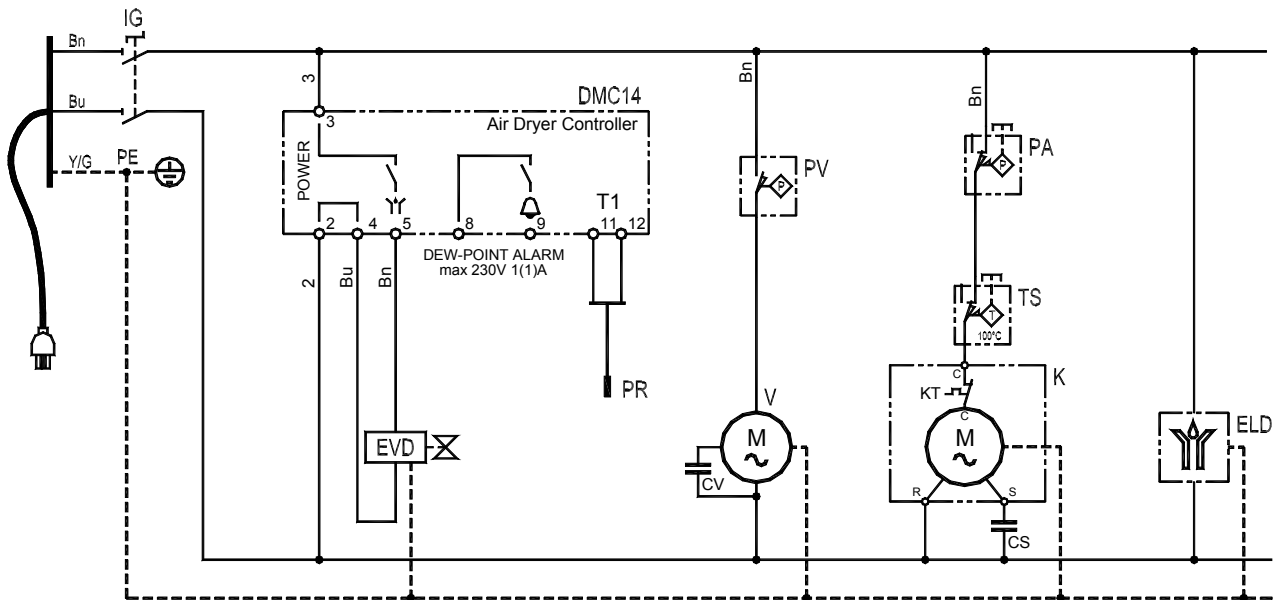 IG
Bn
Bu
Y/G
PE
3
DMC14
3
Air Dryer Controller
POWER
T1
2
4
5
8
9
11
12
DEW-POINT ALARM
max 230V 1(1)A
2
Bu
Bn
PR
EVD
Bn
PV
P
V
M
CV
Bn
PA
P
TS
T
100°C
C
K
KT
C
M
R
S
CS
ELD